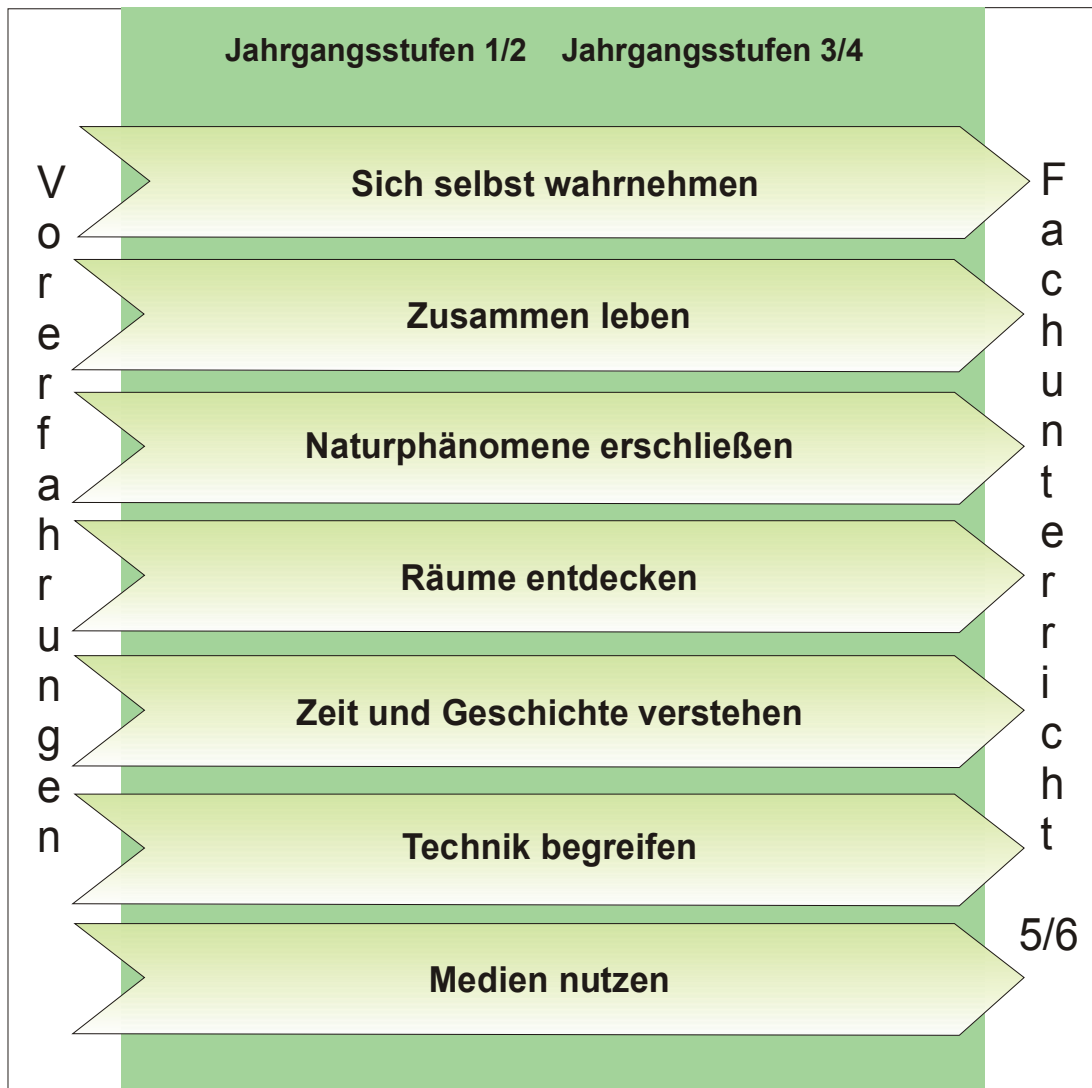 Jahrgangsstufen 1/2 Jahrgangsstufen 3/4
Vorerfahrungen
Sich selbst wahrnehmen
Zusammen leben
Naturphänomene erschließen
Räume entdecken
Zeit und Geschichte verstehen
Technik begreifen
Medien nutzen
Fachunterricht
5/6